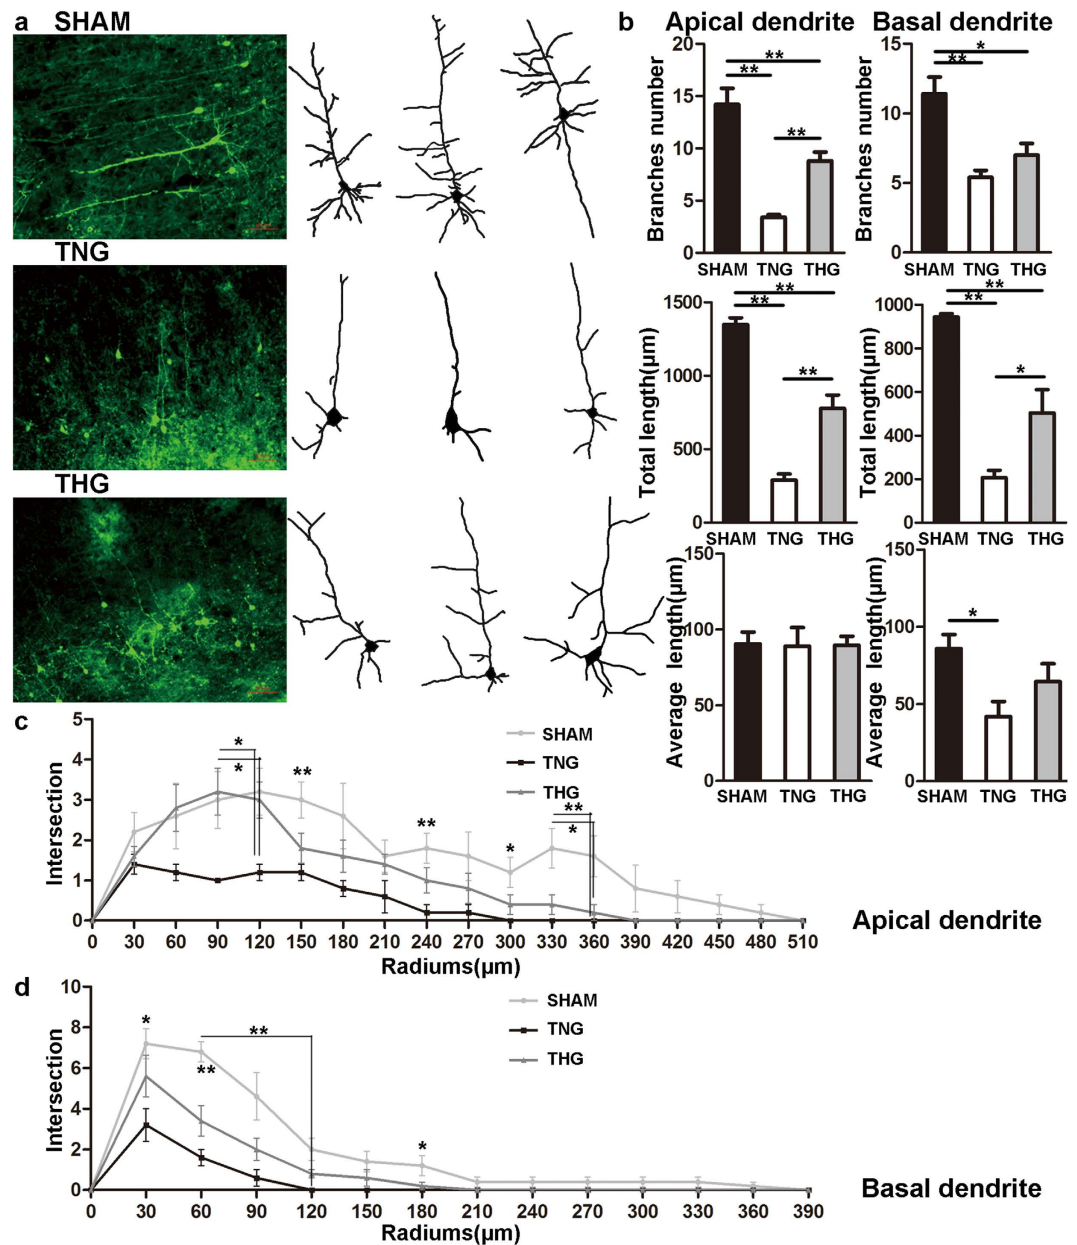 a SHAM
TNG
THG
b Apical dendrite Basal dendrite
Branches number
20
15
10
5
0
SHAM TNG THG
**
**
**
Branches number
15
10
5
0
SHAM TNG THG
*
**
Total length(μm)
1500
1000
500
0
SHAM TNG THG
**
**
**
Total length(μm)
1000
800
600
400
200
0
SHAM TNG THG
**
**
*
Average length(μm)
150
100
50
0
SHAM TNG THG
Average length(μm)
150
100
50
0
SHAM TNG THG
*
c
Intersection
5
4
3
2
1
0
SHAM
TNG
THG
*
*
**
**
*
**
*
0 30 60 90 120 150 180 210 240 270 300 330 360 390 420 450 480 510
Radiums(μm)
Apical dendrite
d
Intersection
10
8
6
4
2
0
SHAM
TNG
THG
*
**
**
*
0 30 60 90 120 150 180 210 240 270 300 330 360 390
Radiums(μm)
Basal dendrite